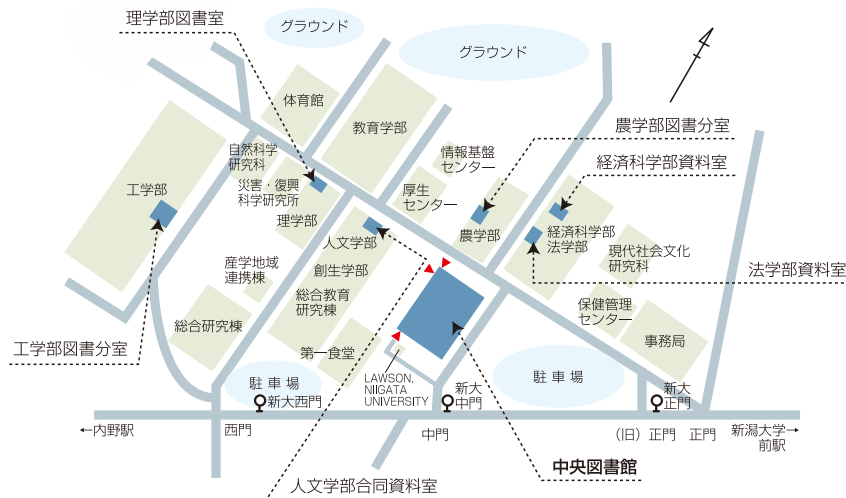 理学部図書室
グラウンド
グラウンド
体育館
教育学部
農学部図書分室
自然科学
研究科
情報基盤
センター
経済科学部資料室
工学部
災害・復興
科学研究所
厚生
センター
理学部
人文学部
農学部
経済科学部
法学部
現代社会文化
研究科
産学地域
連携棟
創生学部
法学部資料室
総合教育
研究棟
保健管理
センター
総合研究棟
事務局
工学部図書分室
第一食堂
駐車場
LAWSON,
NIIGATA
UNIVERSITY
駐車場
新大西門
新大
中門
新大
正門
←内野駅
西門
中門
(旧)正門
正門
新潟大学→
前駅
中央図書館
人文学部合同資料室